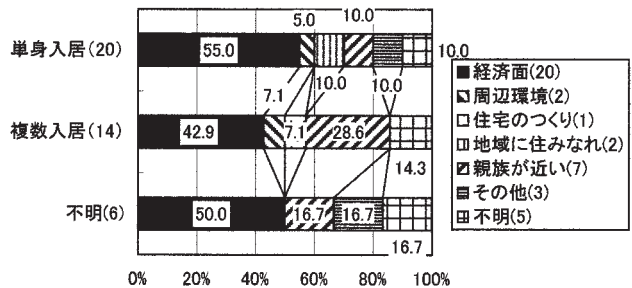 5.0 10.0
単身入居(20) 55.0 10.0
7.1 10.0 10.0
複数入居(14) 42.9 7.1 28.6
14.3
不明(6) 50.0 16.7 16.7
16.7
0% 20% 40% 60% 80% 100%
経済面(20)
周辺環境(2)
住宅のつくり(1)
地域に住みなれ(2)
親族が近い(7)
その他(3)
不明(5)